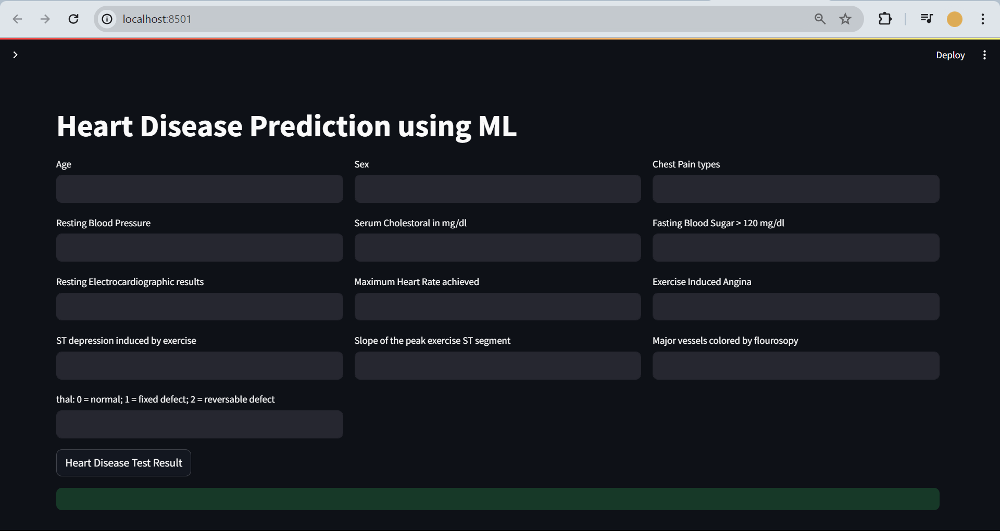 localhost:8501
Deploy
Heart Disease Prediction using ML
Age
Sex
Chest Pain types
Resting Blood Pressure
Serum Cholestoral in mg/dl
Fasting Blood Sugar > 120 mg/dl
Resting Electrocardiographic results
Maximum Heart Rate achieved
Exercise Induced Angina
ST depression induced by exercise
Slope of the peak exercise ST segment
Major vessels colored by flourosopy
thal: 0 = normal; 1 = fixed defect; 2 = reversable defect
Heart Disease Test Result